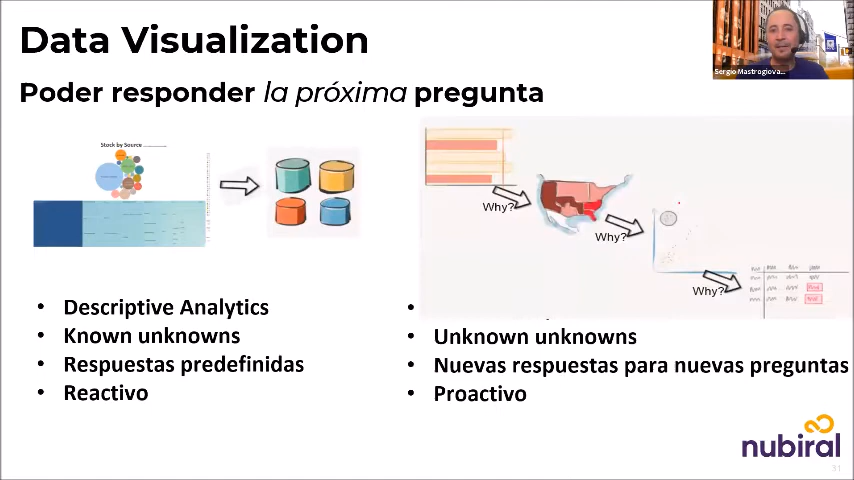 Data Visualization
Sergio Mastrogiova...
Poder responder la próxima pregunta
Stock by Source
Why?
Why?
Why?
• Descriptive Analytics
• Known unknowns
• Respuestas predefinidas
• Reactivo
•
• Unknown unknowns
• Nuevas respuestas para nuevas preguntas
• Proactivo
nubiral
31